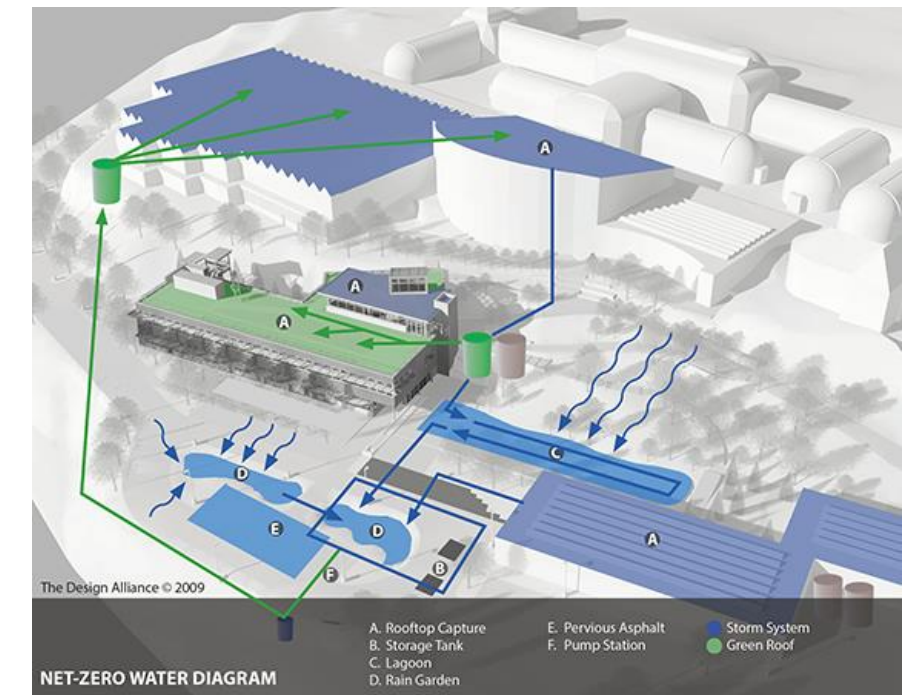 A
A
A
C
D
E
D
A
B
F
The Design Alliance © 2009
A. Rooftop Capture
B. Storage Tank
C. Lagoon
D. Rain Garden
E. Pervious Asphalt
F. Pump Station
Storm System
Green Roof
NET-ZERO WATER DIAGRAM